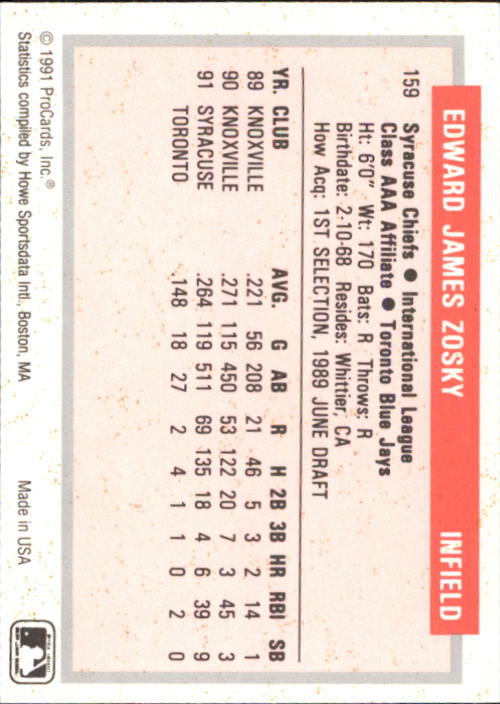 EDWARD JAMES ZOSKY INFIELD
159 Syracuse Chiefs ● International League
Class AAA Affiliate ● Toronto Blue Jays
Ht: 6'0" Wt: 170 Bats: R Throws: R
Birthdate: 2-10-68 Resides: Whittier, CA
How Acq: 1ST SELECTION, 1989 JUNE DRAFT
YR. CLUB AVG. G AB R H 2B 3B HR RBI SB
89 KNOXVILLE .221 56 208 21 46 5 3 2 14 1
90 KNOXVILLE .271 115 450 53 122 20 7 3 45 3
91 SYRACUSE .264 119 511 69 135 18 4 6 39 9
TORONTO .148 18 27 2 4 1 1 0 2 0
© 1991 ProCards, Inc.®
Statistics compiled by Howe Sportsdata Intl., Boston, MA Made in USA